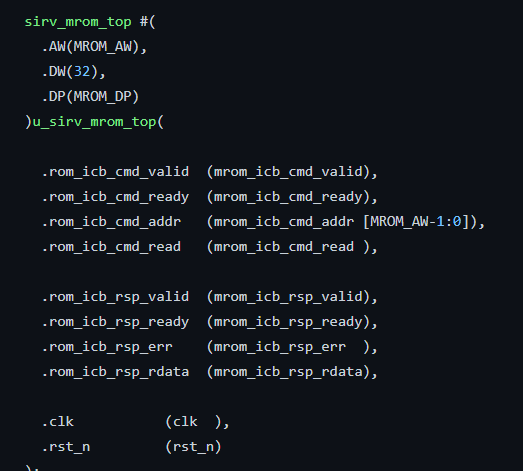 sirv_mrom_top #(
.AW(MROM_AW),
.DW(32),
.DP(MROM_DP)
)u_sirv_mrom_top(
.rom_icb_cmd_valid  (mrom_icb_cmd_valid),
.rom_icb_cmd_ready  (mrom_icb_cmd_ready),
.rom_icb_cmd_addr   (mrom_icb_cmd_addr [MROM_AW-1:0]),
.rom_icb_cmd_read   (mrom_icb_cmd_read ),
.rom_icb_rsp_valid  (mrom_icb_rsp_valid),
.rom_icb_rsp_ready  (mrom_icb_rsp_ready),
.rom_icb_rsp_err    (mrom_icb_rsp_err  ),
.rom_icb_rsp_rdata  (mrom_icb_rsp_rdata),
.clk           (clk  ),
.rst_n         (rst_n)
);